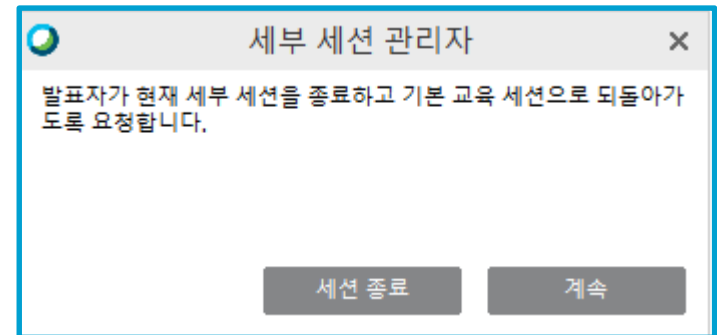 세부 세션 관리자
발표자가 현재 세부 세션을 종료하고 기본 교육 세션으로 되돌아가
도록 요청합니다.
세션 종료
계속